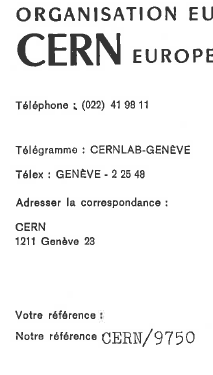 ORGANISATION EU
CERN EUROPE
Téléphone : (022) 41 98 11
Télégramme : CERNLAB-GENÈVE
Télex : GENÈVE - 2 25 48
Adresser la correspondance :
CERN
1211 Genève 23
Votre référence :
Notre référence CERN/9750